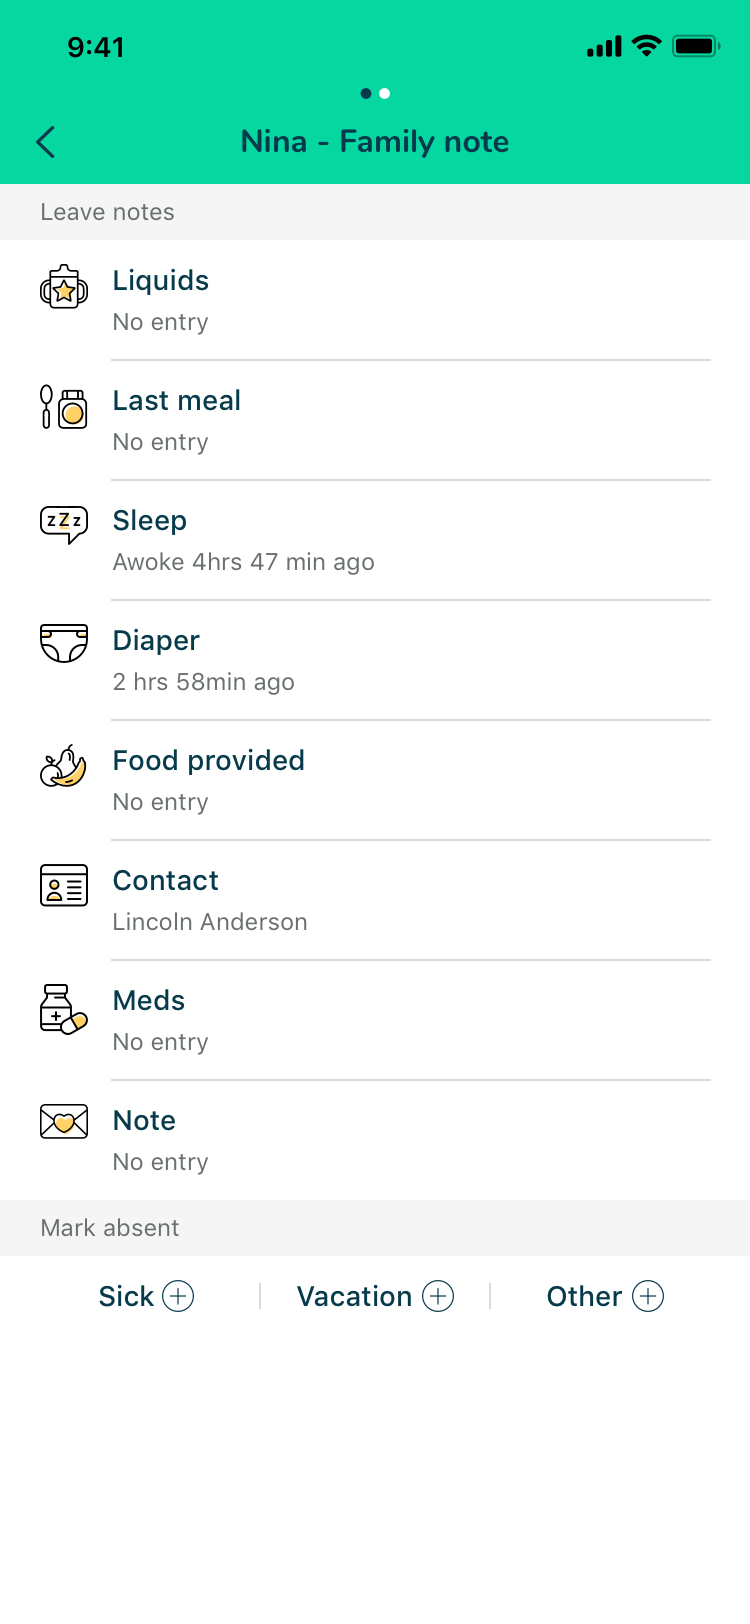 9:41
Nina - Family note
Leave notes
Liquids
No entry
Last meal
No entry
zZz
Sleep
Awoke 4hrs 47 min ago
Diaper
2 hrs 58min ago
Food provided
No entry
Contact
Lincoln Anderson
Meds
No entry
Note
No entry
Mark absent
Sick Vacation Other